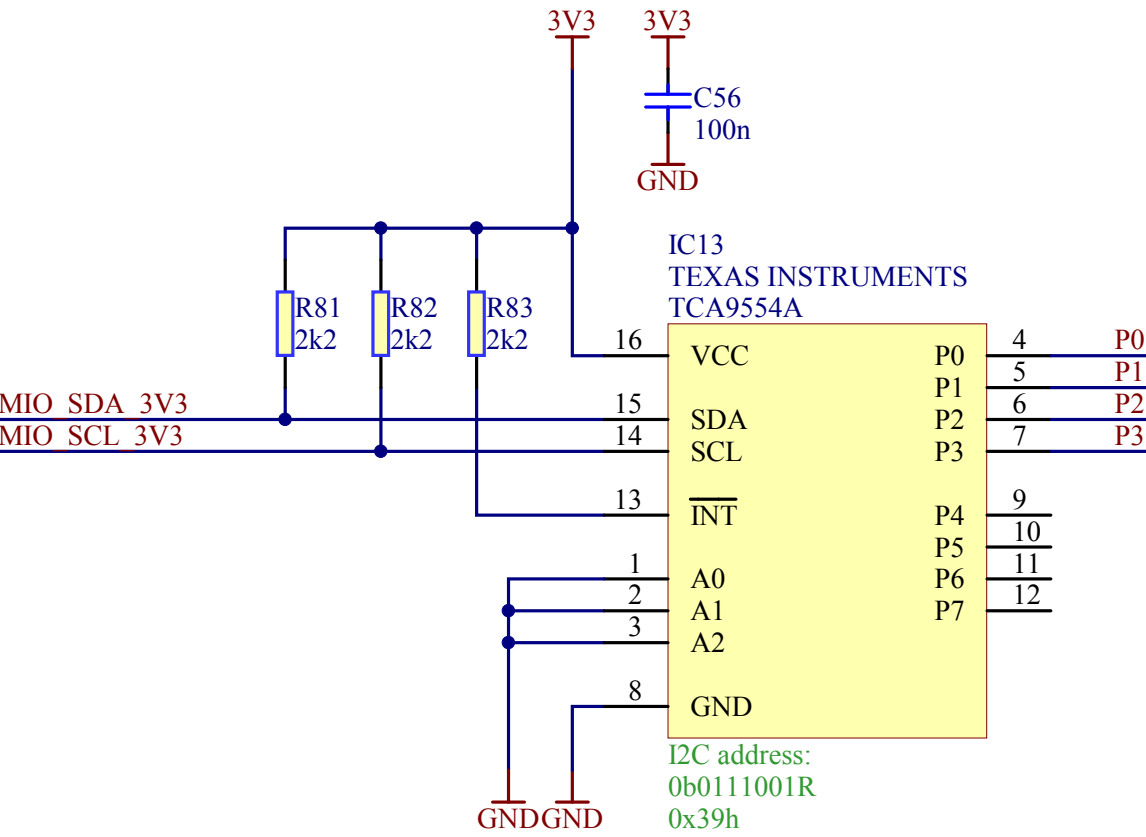 3V3
3V3
C56
100n
GND
IC13
TEXAS INSTRUMENTS
TCA9554A
R81
2k2
R82
2k2
R83
2k2
16
VCC
P0
4
P0
P1
5
P1
MIO_SDA_3V3
15
SDA
P2
6
P2
MIO_SCL_3V3
14
SCL
P3
7
P3
13
INT
P4
9
P5
10
1
A0
P6
11
2
A1
P7
12
3
A2
8
GND
I2C address:
0b0111001R
0x39h
GND
GND